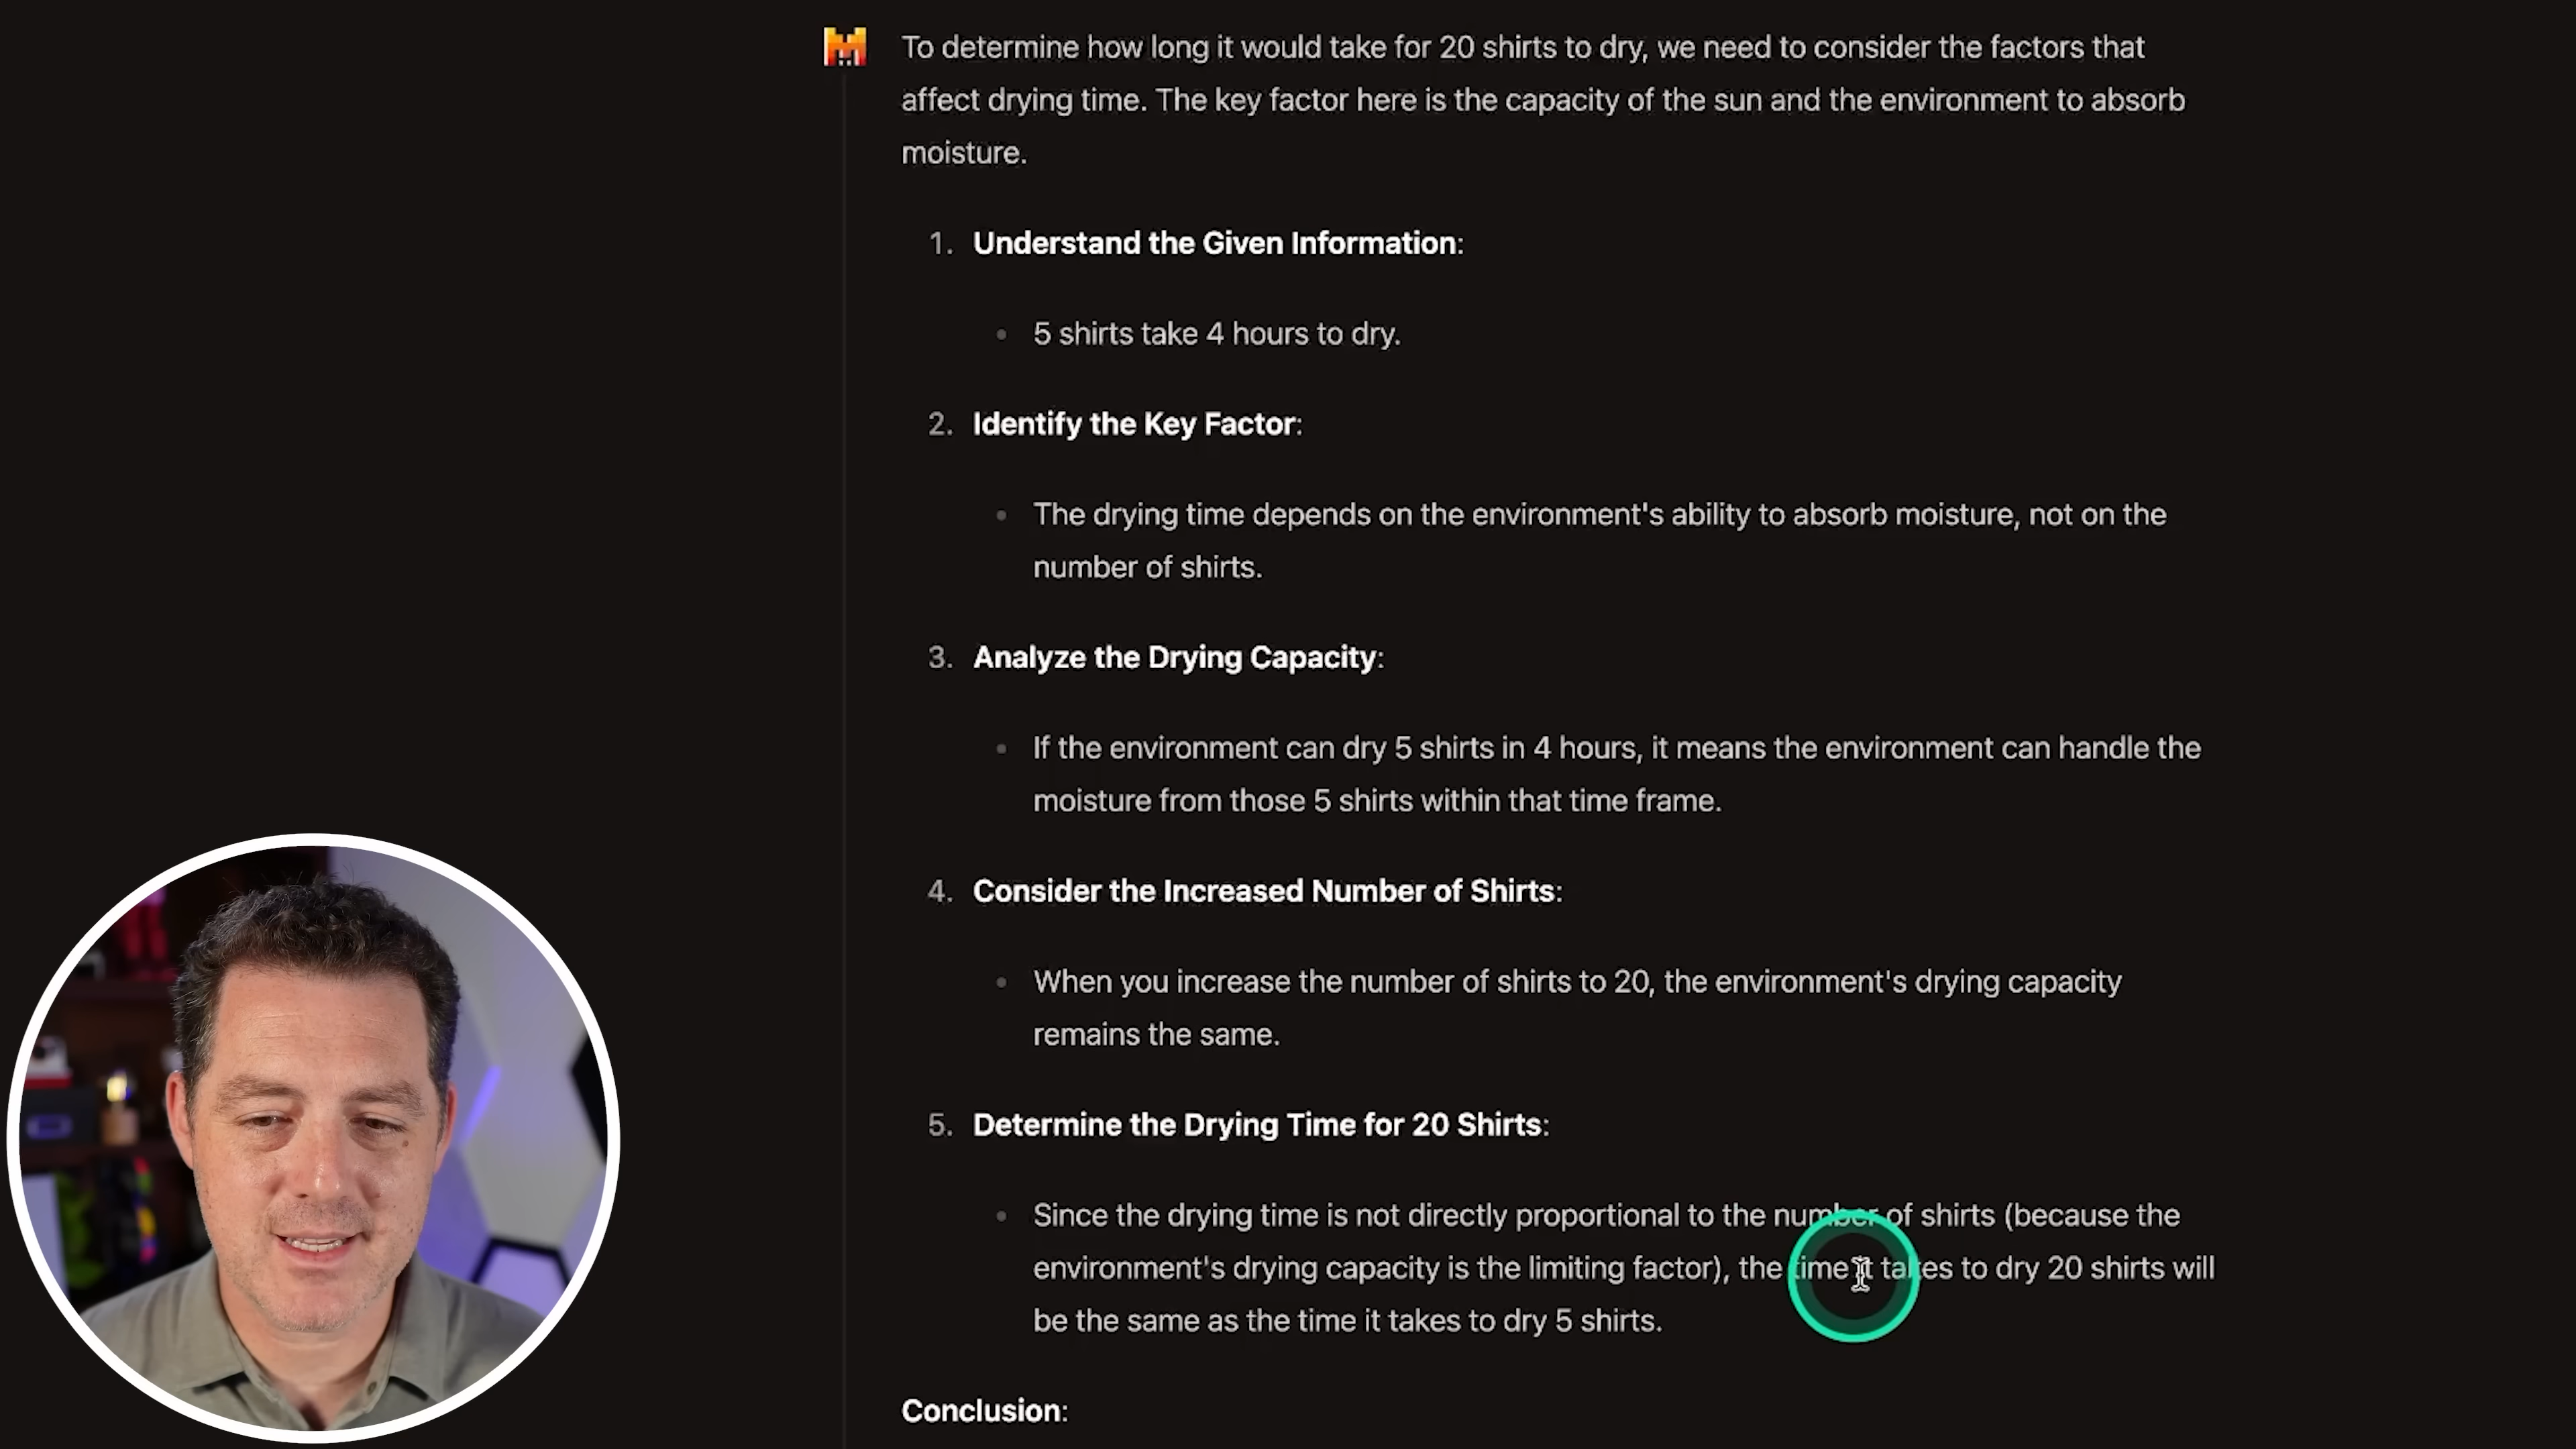 To determine how long it would take for 20 shirts to dry, we need to consider the factors that
affect drying time. The key factor here is the capacity of the sun and the environment to absorb
moisture.
1. Understand the Given Information:
• 5 shirts take 4 hours to dry.
2. Identify the Key Factor:
• The drying time depends on the environment's ability to absorb moisture, not on the
number of shirts.
3. Analyze the Drying Capacity:
• If the environment can dry 5 shirts in 4 hours, it means the environment can handle the
moisture from those 5 shirts within that time frame.
4. Consider the Increased Number of Shirts:
• When you increase the number of shirts to 20, the environment's drying capacity
remains the same.
5. Determine the Drying Time for 20 Shirts:
• Since the drying time is not directly proportional to the number of shirts (because the
environment's drying capacity is the limiting factor), the time it takes to dry 20 shirts will
be the same as the time it takes to dry 5 shirts.
Conclusion: